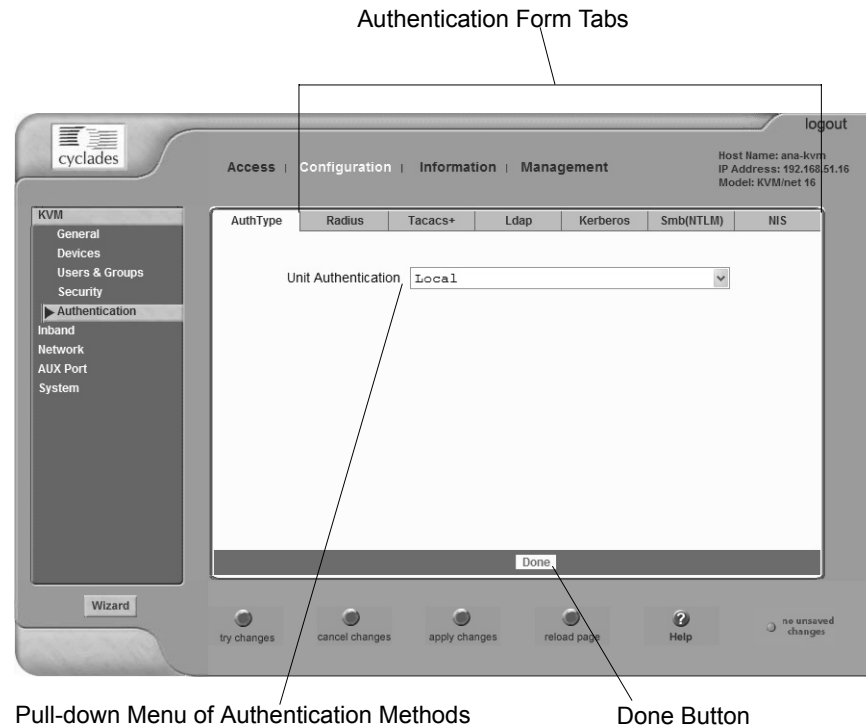 Authentication Form Tabs
logout
cyclades
Access | Configuration | Information | Management
Host Name: ana-kvm
IP Address: 192.168.51.16
Model: KVM/net 16
KVM
General
Devices
Users & Groups
Security
Authentication
Inband
Network
AUX Port
System
AuthType Radius Tacacs+ Ldap Kerberos Smb(NTLM) NIS
Unit Authentication Local
Done
Wizard
try changes cancel changes apply changes reload page ? Help no unsaved changes
Pull-down Menu of Authentication Methods Done Button